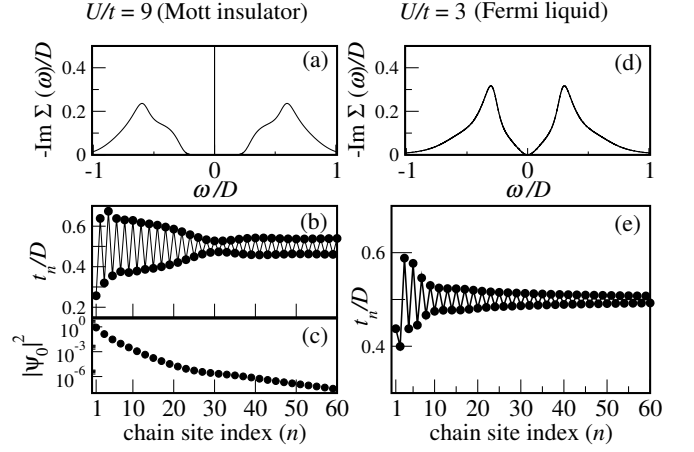 U/t = 9 (Mott insulator)
U/t = 3 (Fermi liquid)
-Im Σ (ω)/D
0.4
0.2
0
(a)
-1
0
1
ω/D
-Im Σ (ω)/D
0.4
0.2
0
(d)
-1
0
1
ω/D
t_n/D
0.6
0.4
0.2
(b)
|Ψ_0|^2
10^0
10^-3
10^-6
(c)
1 10 20 30 40 50 60
chain site index (n)
t_n/D
0.6
0.4
(e)
1 10 20 30 40 50 60
chain site index (n)